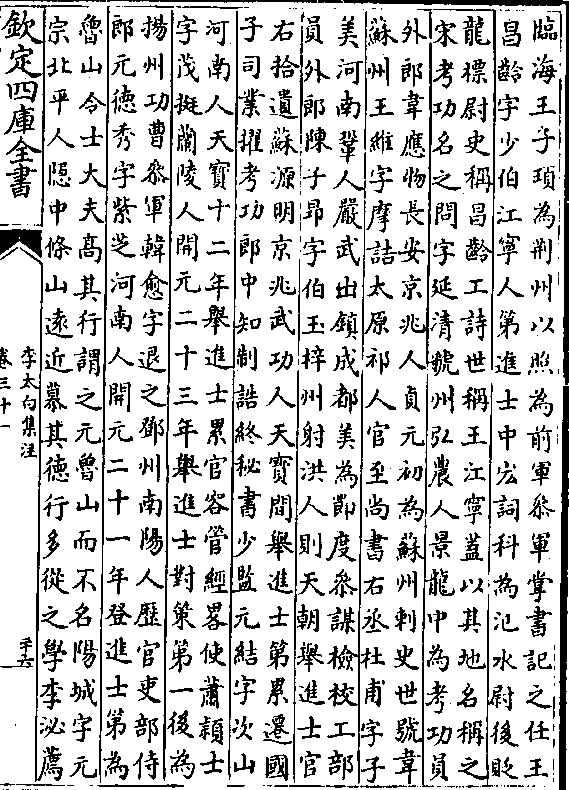 臨海王子頊為荆州以照為前軍叅軍掌書記之任王
昌齡字少伯江寧人第進士中宏詞科為汜水尉後貶
龍標尉史稱昌齡工詩世稱王江寧蓋以其地名稱之
宋考功名之問字延清虢州弘農人景龍中為考功員
外郎韋應物長安京兆人貞元初為蘇州刺史世號韋
蘇州王維字摩詰太原祁人官至尚書右丞杜甫字子
美河南鞏人嚴武出鎮成都美為節度叅謀檢校工部
員外郎陳子昻字伯玉梓州射洪人則天朝舉進士官
右拾遺蘇源明京兆武功人天寳間舉進士第累遷國
子司業擢考功郎中知制誥終秘書少監元結字次山
河南人天寳十二年舉進士累官容管經畧使蕭穎士
字茂挺蘭陵人開元二十三年舉進士對策第一後為
揚州功曹叅軍韓愈字退之鄧州南陽人歴官吏部侍
郎元德秀字紫芝河南人開元二十一年登進士第為
魯山令士大夫髙其行謂之元魯山而不名陽城字元
宗北平人隠中條山逺近慕其德行多從之學李泌薦
欽定四庫全書
李太白集注
卷三十一
三十六